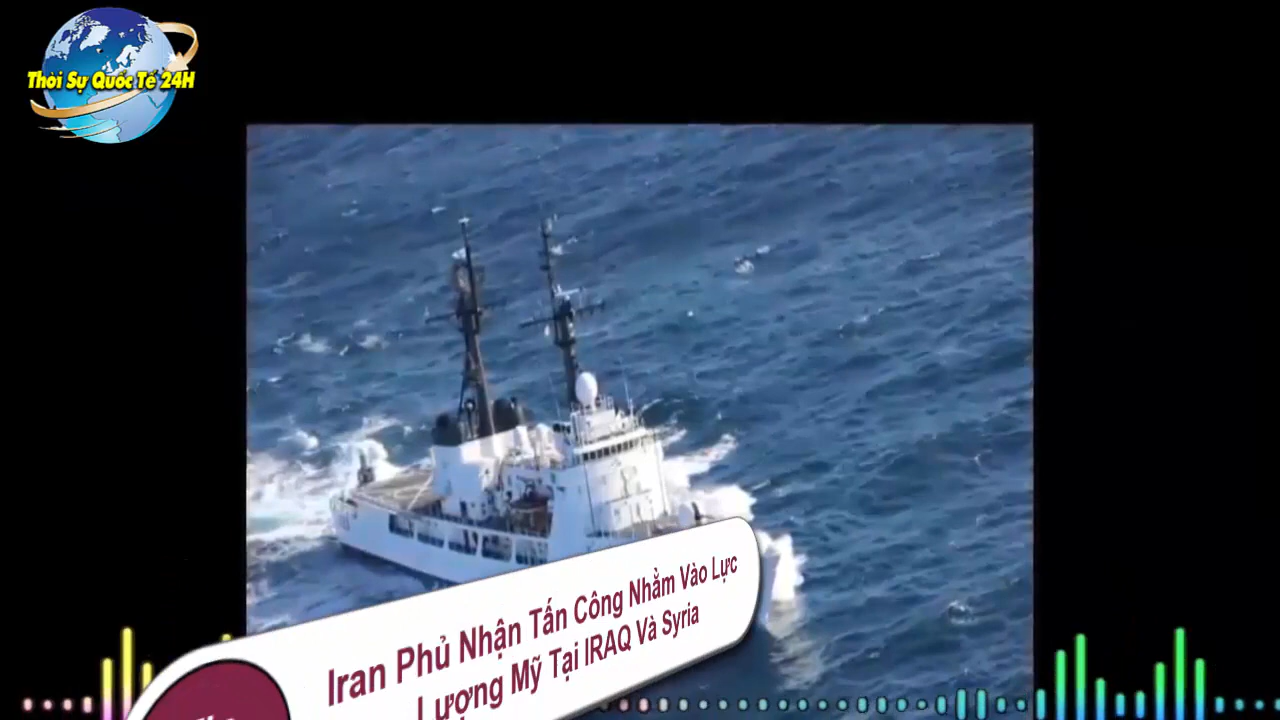 Thời Sự Quốc Tế 24H
Iran Phủ Nhận Tấn Công Nhằm Vào Lực
Lượng Mỹ Tại IRAQ Và Syria